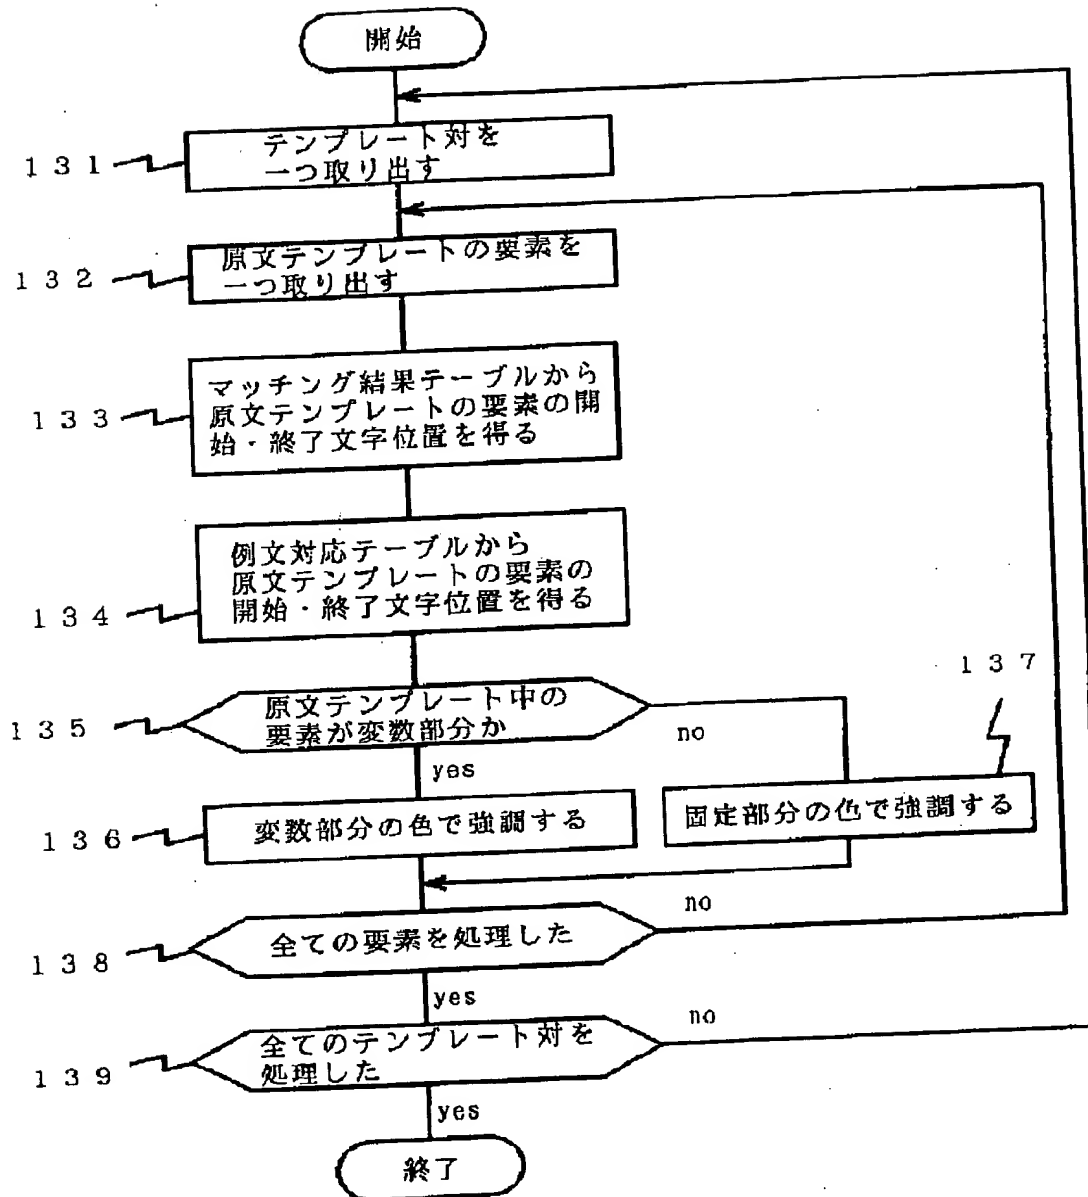 開始
131
テンプレート対を
一つ取り出す
132
原文テンプレートの要素を
一つ取り出す
133
マッチング結果テーブルから
原文テンプレートの要素の開
始・終了文字位置を得る
134
例文対応テーブルから
原文テンプレートの要素の
開始・終了文字位置を得る
137
135
原文テンプレート中の
要素が変数部分か
no
yes
136
変数部分の色で強調する
固定部分の色で強調する
no
138
全ての要素を処理した
yes
no
139
全てのテンプレート対を
処理した
yes
終了